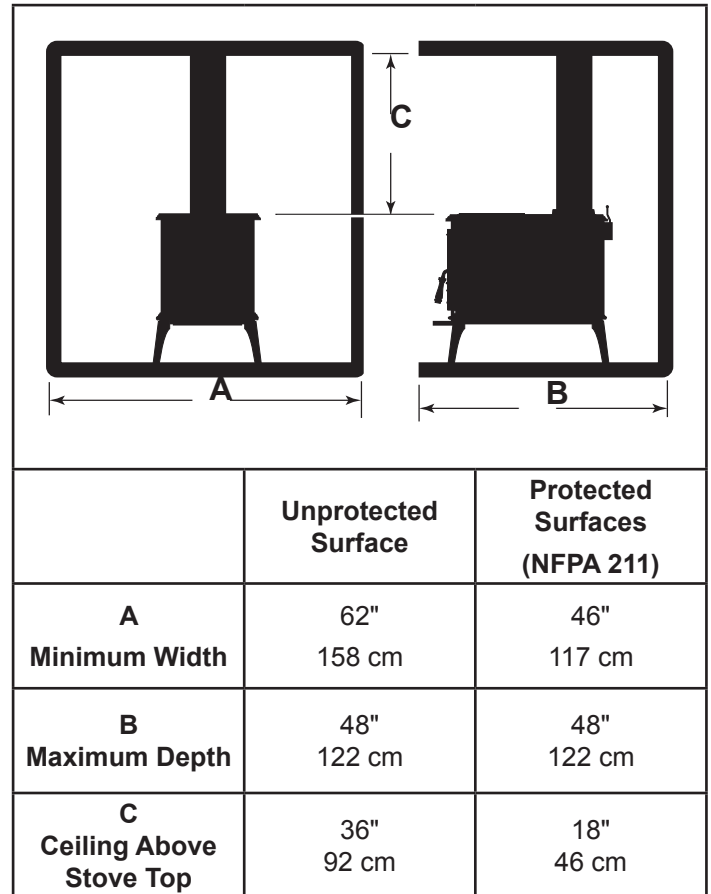 C
A
B
Unprotected
Surface
Protected
Surfaces
(NFPA 211)
A
Minimum Width
62"
158 cm
46"
117 cm
B
Maximum Depth
48"
122 cm
48"
122 cm
C
Ceiling Above
Stove Top
36"
92 cm
18"
46 cm